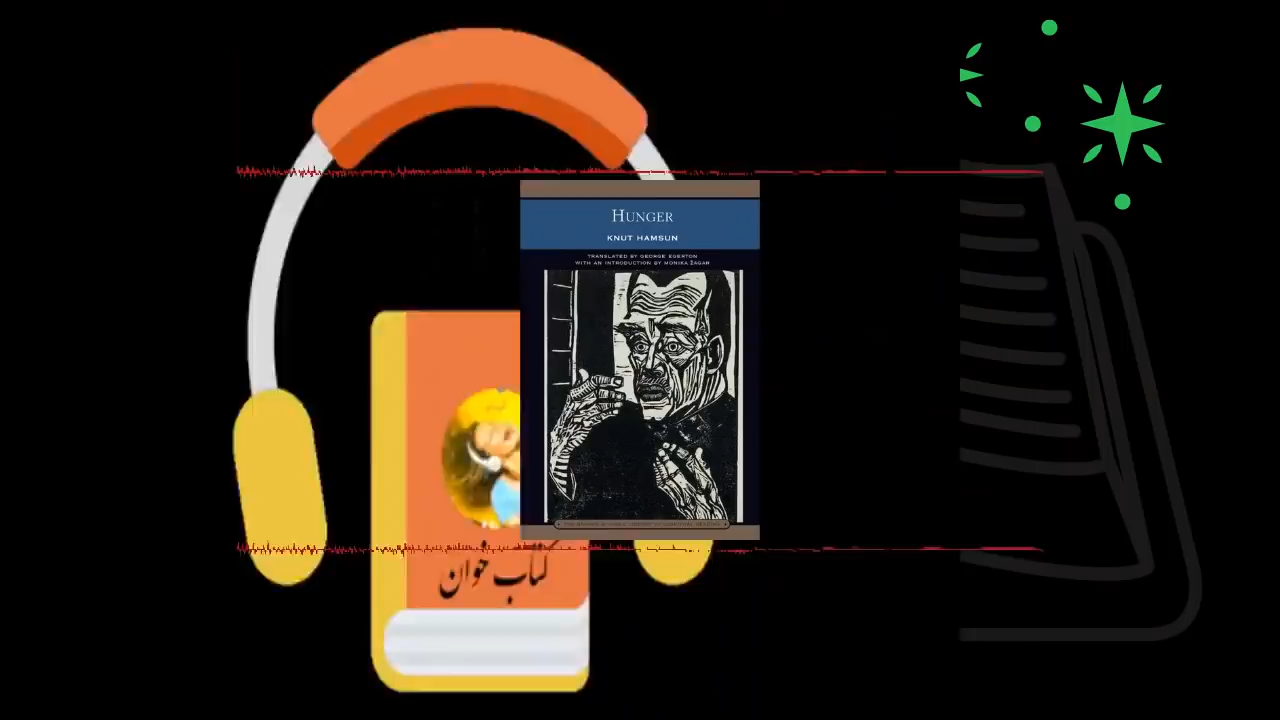 HUNGER
KNUT HAMSUN
TRANSLATED BY GEORGE EGERTON
WITH AN INTRODUCTION BY MONIKA ŽAGAR
کتاب خوان